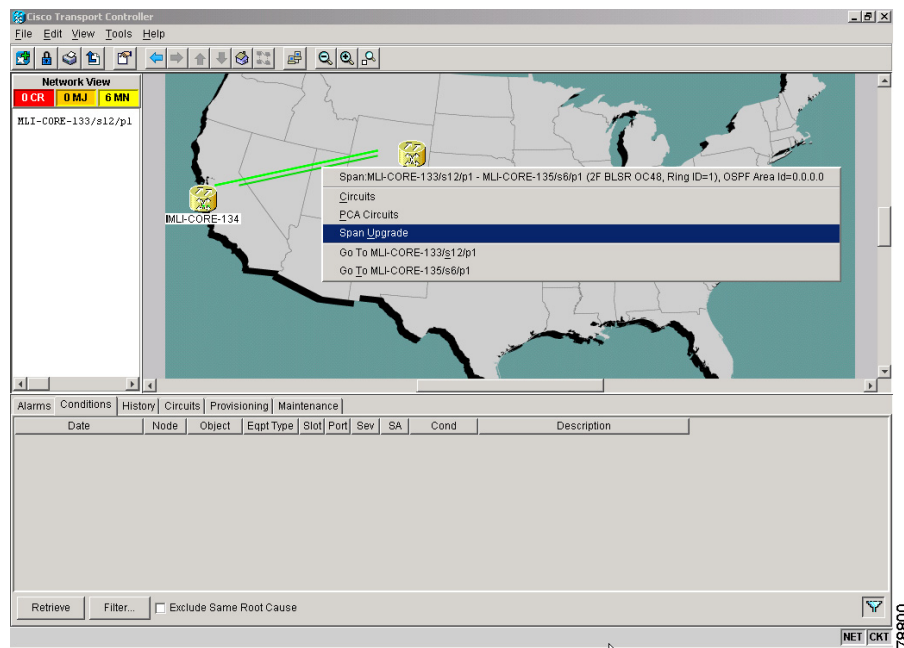 Cisco Transport Controller
File Edit View Tools Help
Network View
0 CR 0 MJ 6 MN
MLI-CORE-133/s12/p1
MLI-CORE-134
Span:MLI-CORE-133/s12/p1 - MLI-CORE-135/s6/p1 (2F BLSR OC48, Ring ID=1), OSPF Area Id=0.0.0.0
Circuits
PCA Circuits
Span Upgrade
Go To MLI-CORE-133/s12/p1
Go To MLI-CORE-135/s6/p1
Alarms Conditions History Circuits Provisioning Maintenance
Date Node Object Eqpt Type Slot Port Sev SA Cond Description
Retrieve Filter... Exclude Same Root Cause
NET CKT
78800